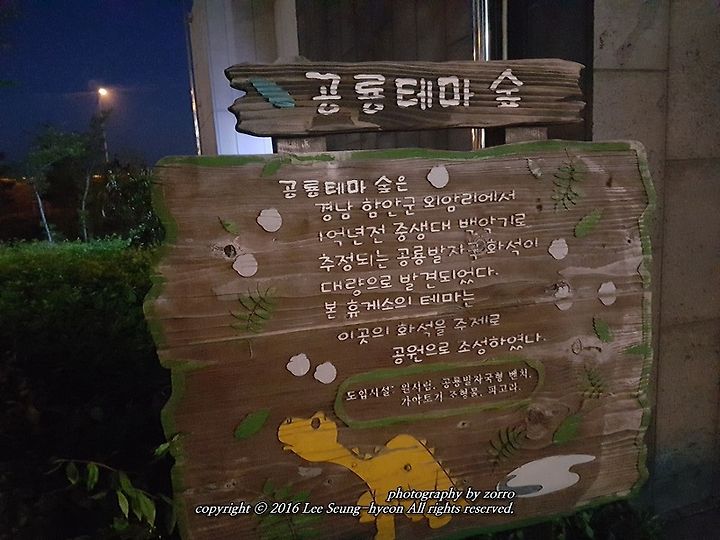 공룡테마 숲
공룡테마 숲은
경남 함안군 외암리에서
1억년전 중생대 백악기로
추정되는 공룡발자국 화석이
대량으로 발견되었다.
본 휴게소의 테마는
이곳의 화석을 주제로
공원으로 조성하였다.
도입시설: 원시림, 공룡발자국형 벤치,
가야토기 조형물, 퍼고라.
photography by zorro
copyright © 2016 Lee Seung-hyeon All rights reserved.